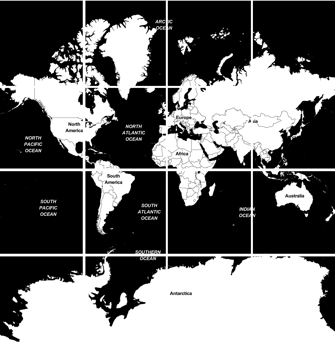 ARCTIC
OCEAN
North
America
Europe
NORTH
PACIFIC
OCEAN
NORTH
ATLANTIC
OCEAN
Africa
South
America
SOUTH
PACIFIC
OCEAN
SOUTH
ATLANTIC
OCEAN
INDIAN
OCEAN
Australia
SOUTHERN
OCEAN
Antarctica